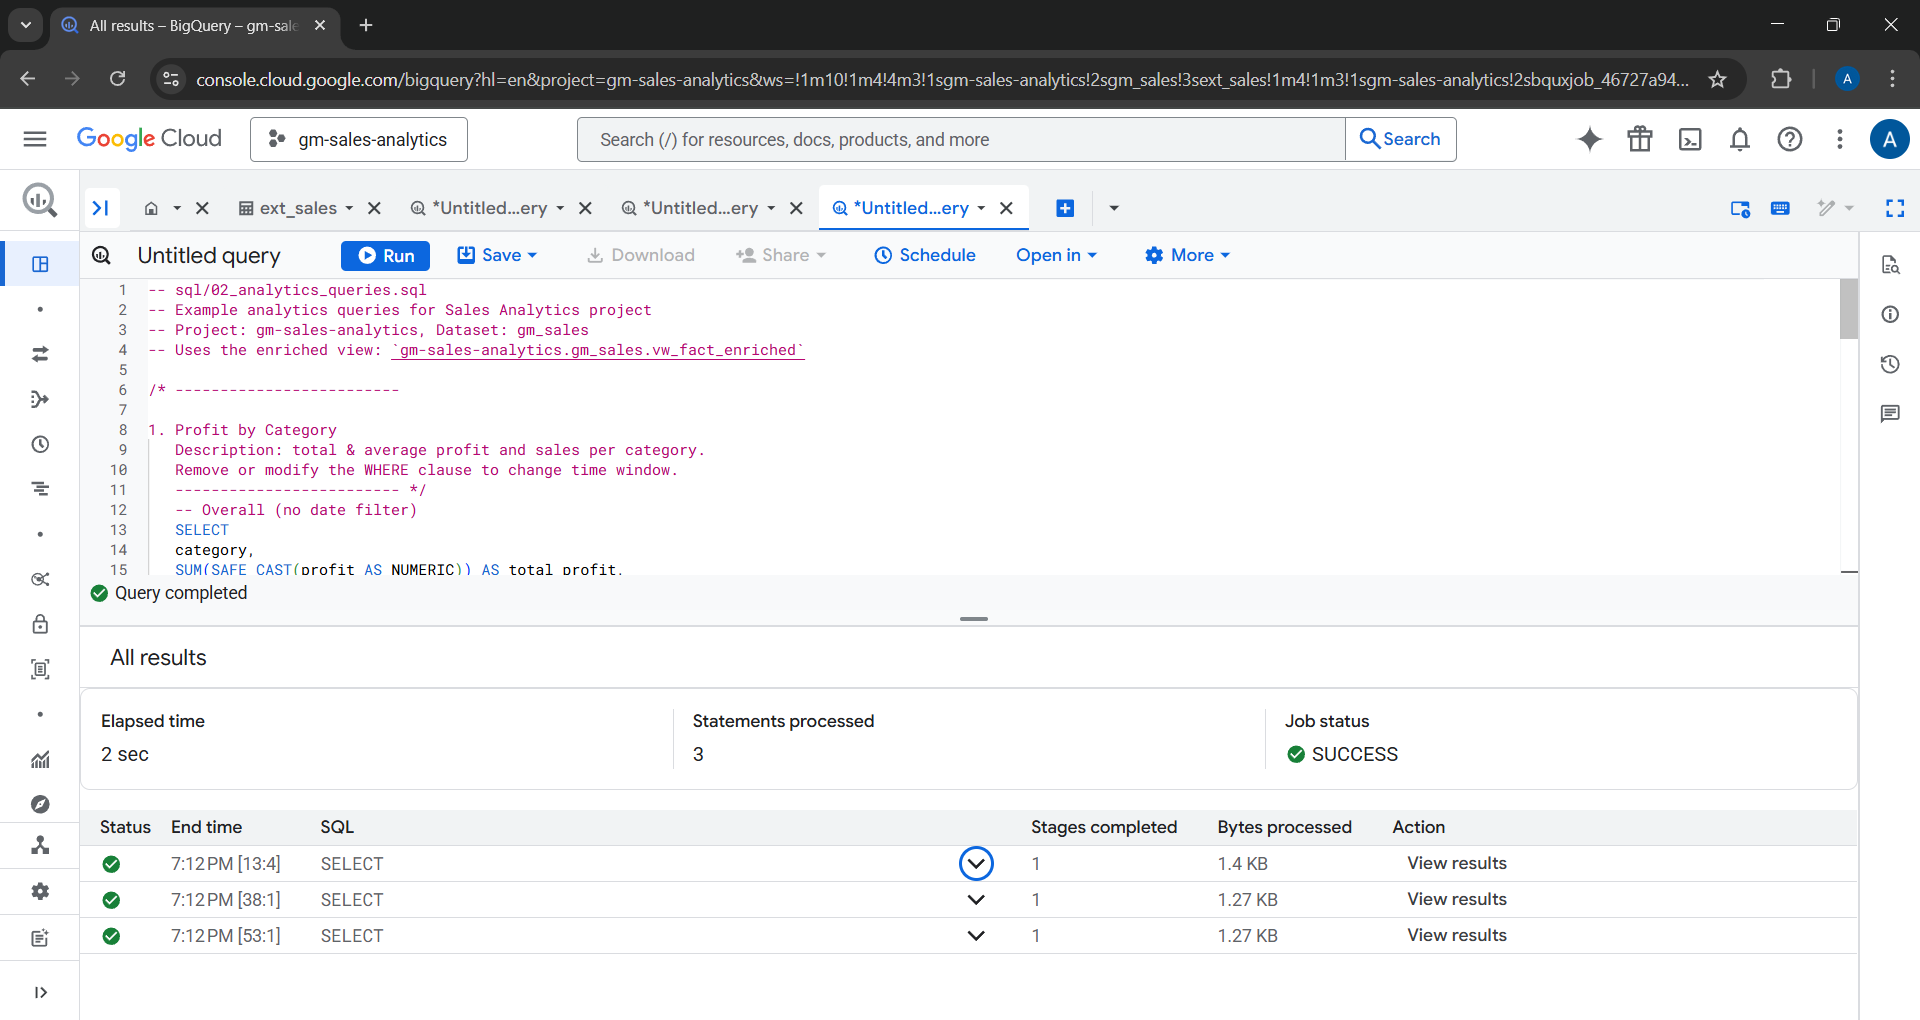 All results – BigQuery – gm-sale
console.cloud.google.com/bigquery?hl=en&project=gm-sales-analytics&ws=!1m10!1m4!4m3!1sgm-sales-analytics!2sgm_sales!3sext_sales!1m4!1m3!1sgm-sales-analytics!2sbquxjob_46727a94...
A
Google Cloud
gm-sales-analytics
Search (/) for resources, docs, products, and more
Search
A
ext_sales
*Untitled...ery
*Untitled...ery
*Untitled...ery
Untitled query
Run
Save
Download
Share
Schedule
Open in
More
1 -- sql/02_analytics_queries.sql
2 -- Example analytics queries for Sales Analytics project
3 -- Project: gm-sales-analytics, Dataset: gm_sales
4 -- Uses the enriched view: `gm-sales-analytics.gm_sales.vw_fact_enriched`
5
6 /* -------------------------
7
8 1. Profit by Category
9 Description: total & average profit and sales per category.
10 Remove or modify the WHERE clause to change time window.
11 ------------------------- */
12 -- Overall (no date filter)
13 SELECT
14 category,
15 SUM(SAFE_CAST(profit AS NUMERIC)) AS total_profit,
Query completed
All results
Elapsed time
2 sec
Statements processed
3
Job status
SUCCESS
Status End time SQL Stages completed Bytes processed Action
7:12 PM [13:4] SELECT 1 1.4 KB View results
7:12 PM [38:1] SELECT 1 1.27 KB View results
7:12 PM [53:1] SELECT 1 1.27 KB View results